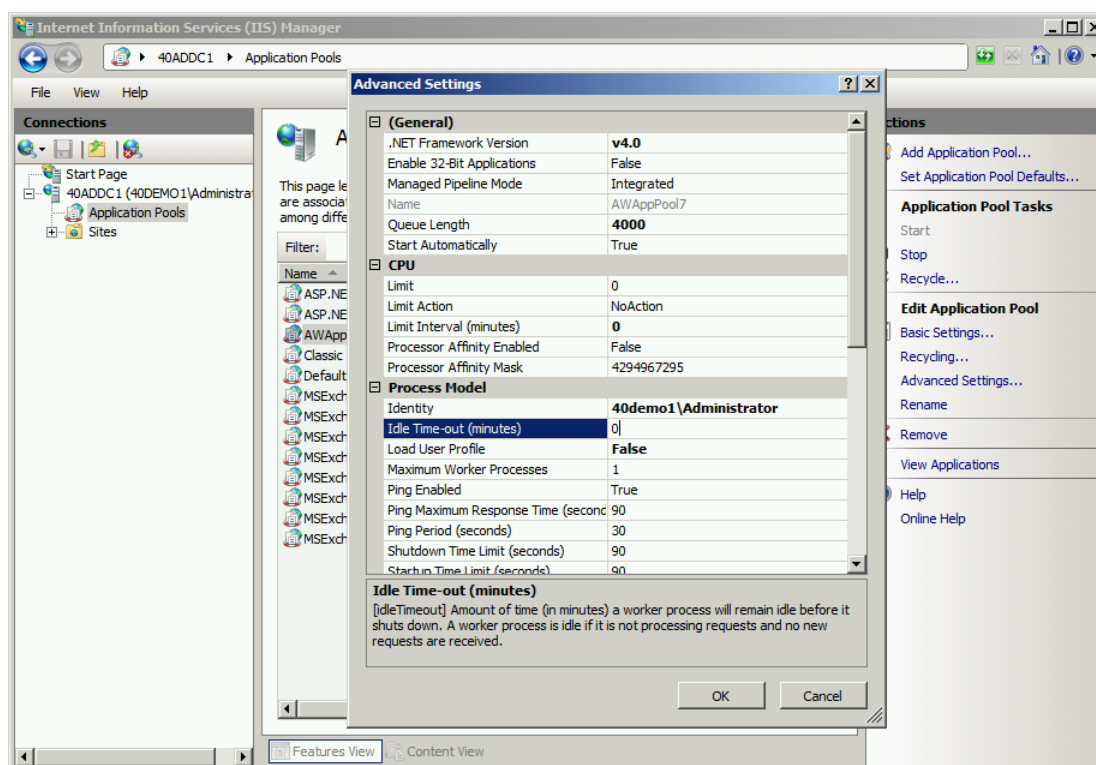 Internet Information Services (IIS) Manager
40ADDC1 Application Pools
File View Help
Connections
Start Page
40ADDC1 (40DEMO1\Administra
Application Pools
Sites
A
This page le
are associa
among diffe
Filter:
Name
ASP.NE
ASP.NE
AWApp
Classic
Default
MSExch
MSExch
MSExch
MSExch
MSExch
MSExch
MSExch
MSExch
Features View
Content View
Advanced Settings
(General)
.NET Framework Version v4.0
Enable 32-Bit Applications False
Managed Pipeline Mode Integrated
Name AWAppPool7
Queue Length 4000
Start Automatically True
CPU
Limit 0
Limit Action NoAction
Limit Interval (minutes) 0
Processor Affinity Enabled False
Processor Affinity Mask 4294967295
Process Model
Identity 40demo1\Administrator
Idle Time-out (minutes) 0
Load User Profile False
Maximum Worker Processes 1
Ping Enabled True
Ping Maximum Response Time (second 90
Ping Period (seconds) 30
Shutdown Time Limit (seconds) 90
Startup Time Limit (seconds) 90
Idle Time-out (minutes)
[idleTimeout] Amount of time (in minutes) a worker process will remain idle before it
shuts down. A worker process is idle if it is not processing requests and no new
requests are received.
OK Cancel
ctions
Add Application Pool...
Set Application Pool Defaults...
Application Pool Tasks
Start
Stop
Recycle...
Edit Application Pool
Basic Settings...
Recycling...
Advanced Settings...
Rename
Remove
View Applications
Help
Online Help